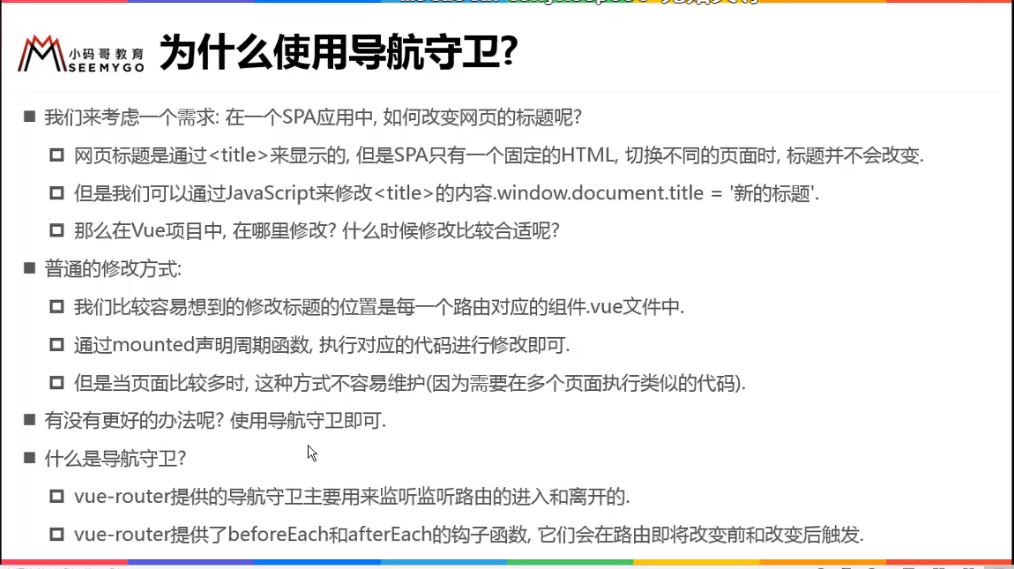 小码哥教育
SEEMYGO
为什么使用导航守卫?
我们来考虑一个需求: 在一个SPA应用中, 如何改变网页的标题呢?
网页标题是通过<title>来显示的, 但是SPA只有一个固定的HTML, 切换不同的页面时, 标题并不会改变.
但是我们可以通过JavaScript来修改<title>的内容.window.document.title = '新的标题'.
那么在Vue项目中, 在哪里修改? 什么时候修改比较合适呢?
普通的修改方式:
我们比较容易想到的修改标题的位置是每一个路由对应的组件.vue文件中.
通过mounted声明周期函数, 执行对应的代码进行修改即可.
但是当页面比较多时, 这种方式不容易维护(因为需要在多个页面执行类似的代码).
有没有更好的办法呢? 使用导航守卫即可.
什么是导航守卫?
vue-router提供的导航守卫主要用来监听监听路由的进入和离开的.
vue-router提供了beforeEach和afterEach的钩子函数, 它们会在路由即将改变前和改变后触发.